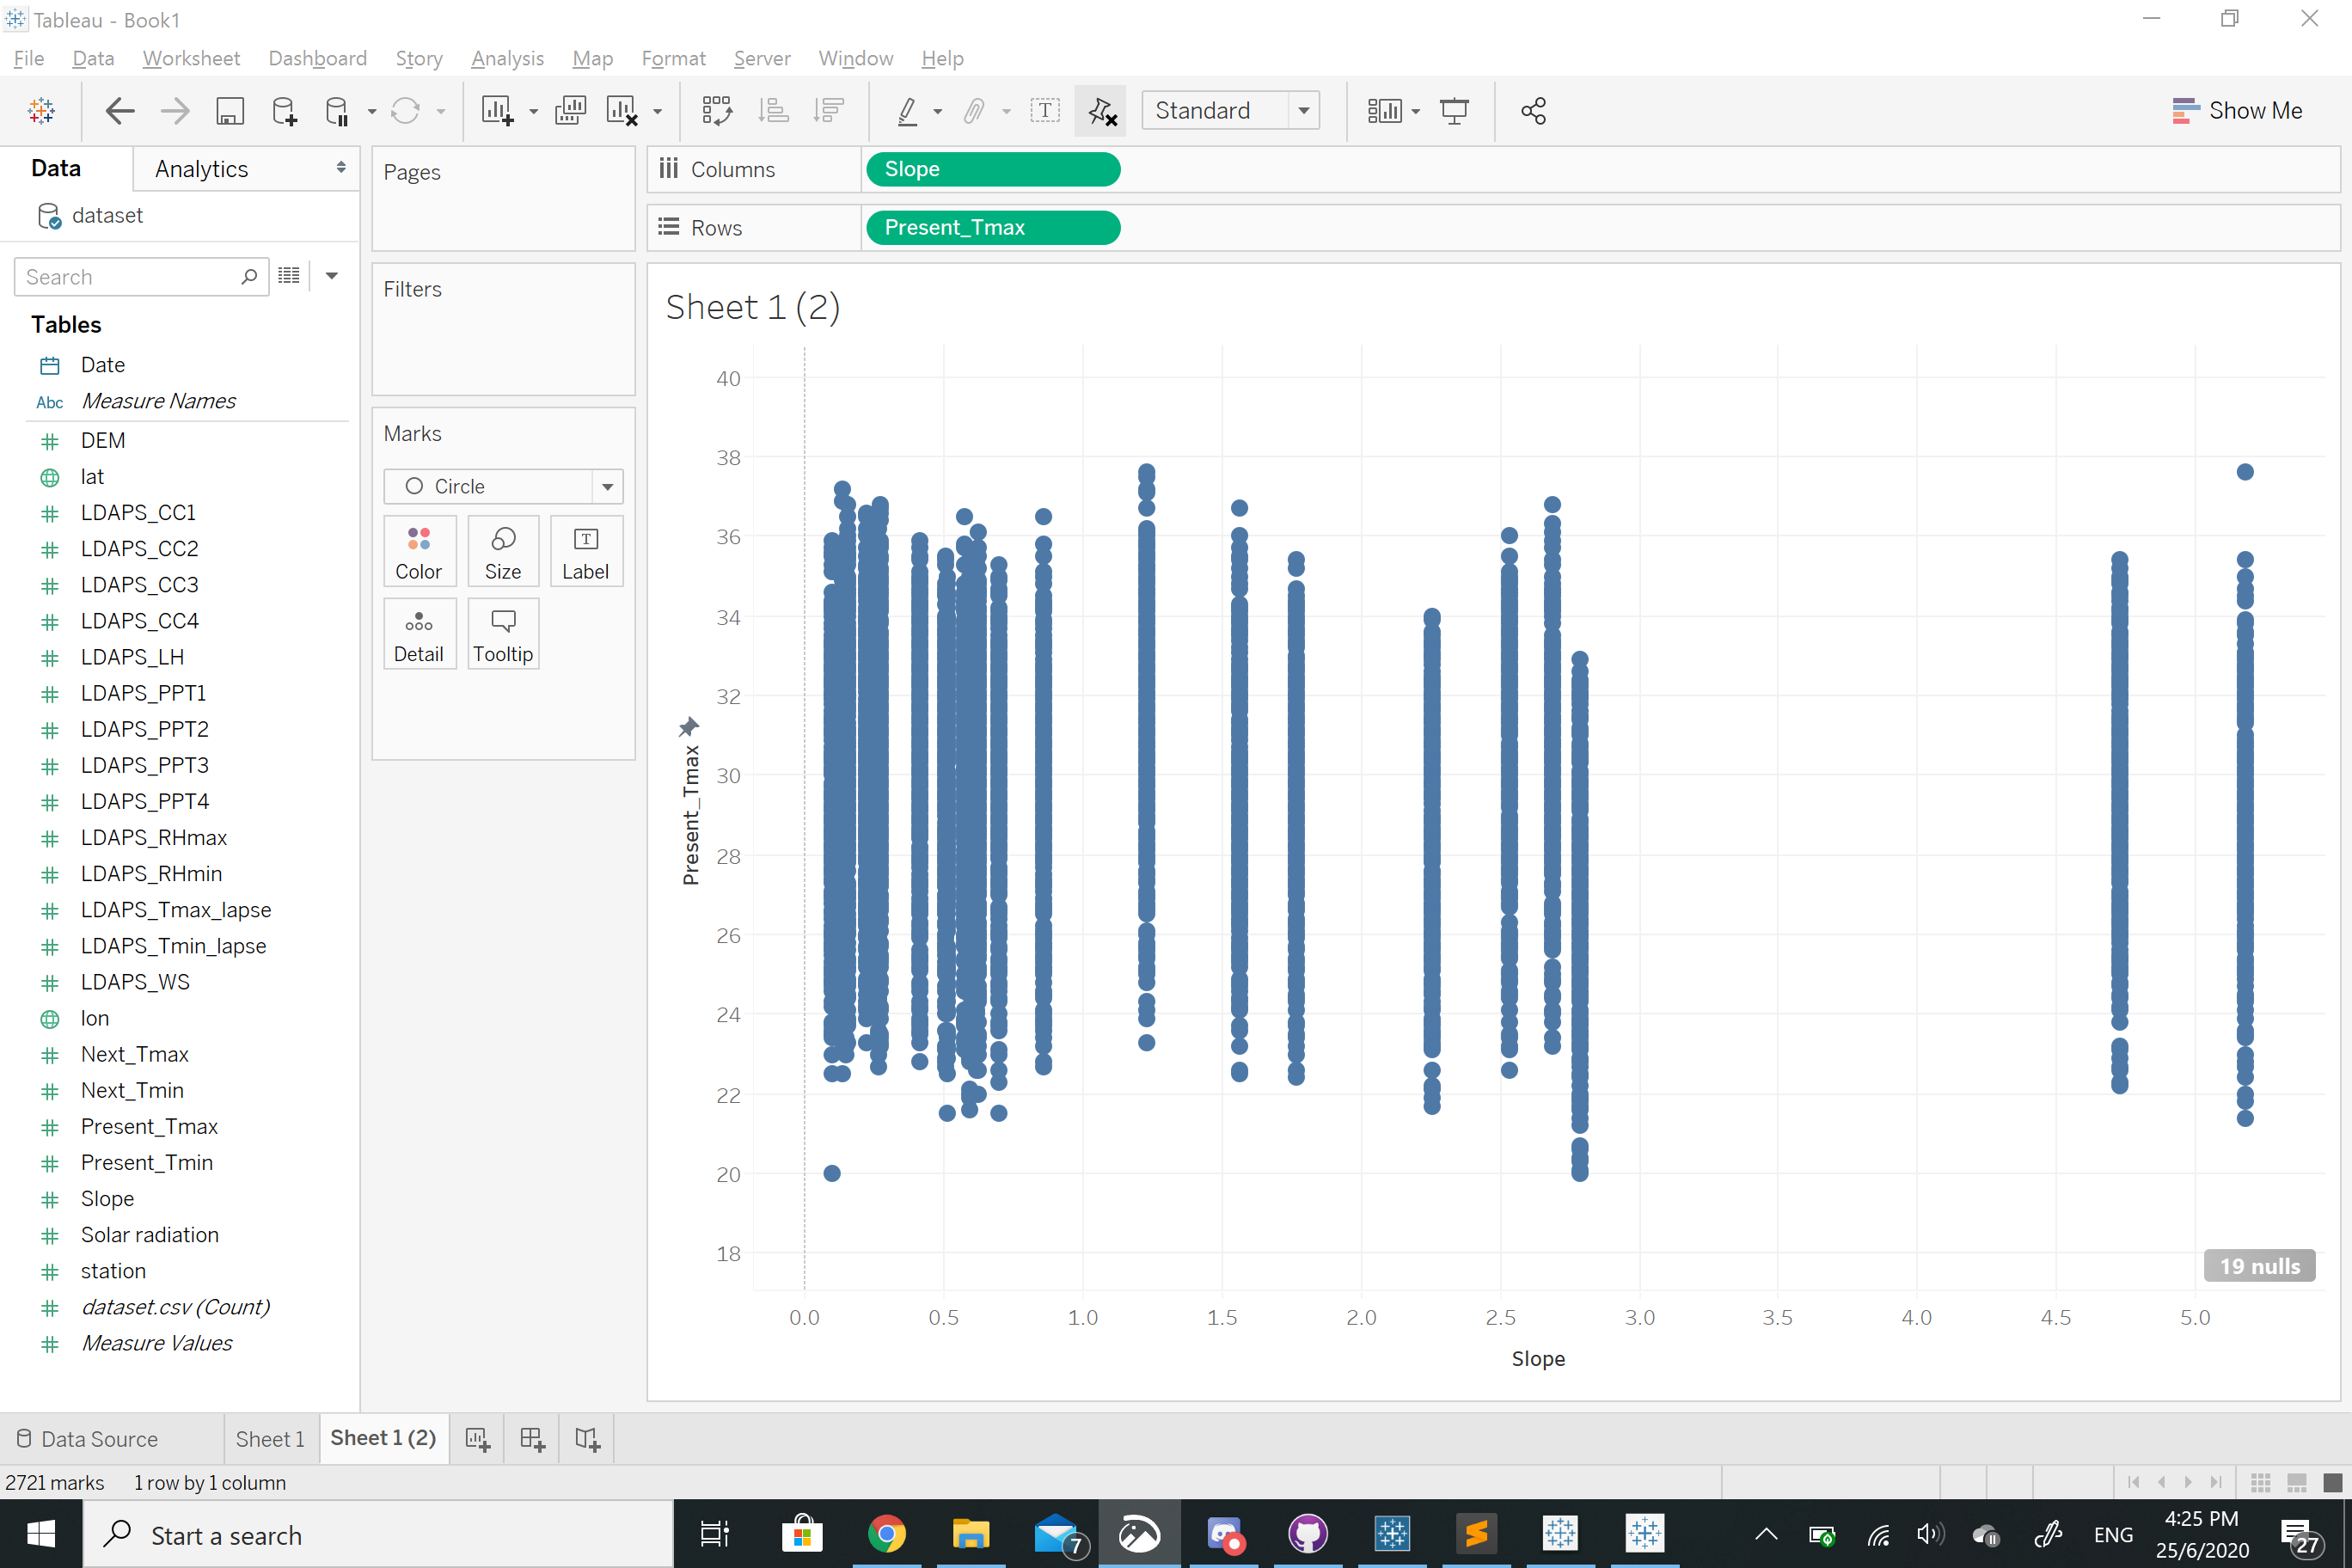 Tableau - Book1
File Data Worksheet Dashboard Story Analysis Map Format Server Window Help
Standard
Show Me
Data Analytics
dataset
Search
Tables
Date
Abc Measure Names
DEM
lat
LDAPS_CC1
LDAPS_CC2
LDAPS_CC3
LDAPS_CC4
LDAPS_LH
LDAPS_PPT1
LDAPS_PPT2
LDAPS_PPT3
LDAPS_PPT4
LDAPS_RHmax
LDAPS_RHmin
LDAPS_Tmax_lapse
LDAPS_Tmin_lapse
LDAPS_WS
lon
Next_Tmax
Next_Tmin
Present_Tmax
Present_Tmin
Slope
Solar radiation
station
dataset.csv (Count)
Measure Values
Pages
Filters
Marks
Circle
Color Size T Label
Detail Tooltip
Columns Slope
Rows Present_Tmax
Sheet 1 (2)
40
38
36
34
32
30
28
26
24
22
20
18
Present_Tmax
19 nulls
0.0 0.5 1.0 1.5 2.0 2.5 3.0 3.5 4.0 4.5 5.0
Slope
Data Source Sheet 1 Sheet 1 (2)
2721 marks 1 row by 1 column
Start a search
7
ENG
4:25 PM
25/6/2020
27